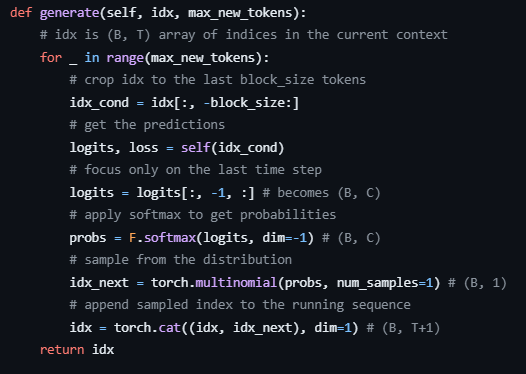 def generate(self, idx, max_new_tokens):
    # idx is (B, T) array of indices in the current context
    for _ in range(max_new_tokens):
        # crop idx to the last block_size tokens
        idx_cond = idx[:, -block_size:]
        # get the predictions
        logits, loss = self(idx_cond)
        # focus only on the last time step
        logits = logits[:, -1, :] # becomes (B, C)
        # apply softmax to get probabilities
        probs = F.softmax(logits, dim=-1) # (B, C)
        # sample from the distribution
        idx_next = torch.multinomial(probs, num_samples=1) # (B, 1)
        # append sampled index to the running sequence
        idx = torch.cat((idx, idx_next), dim=1) # (B, T+1)
    return idx